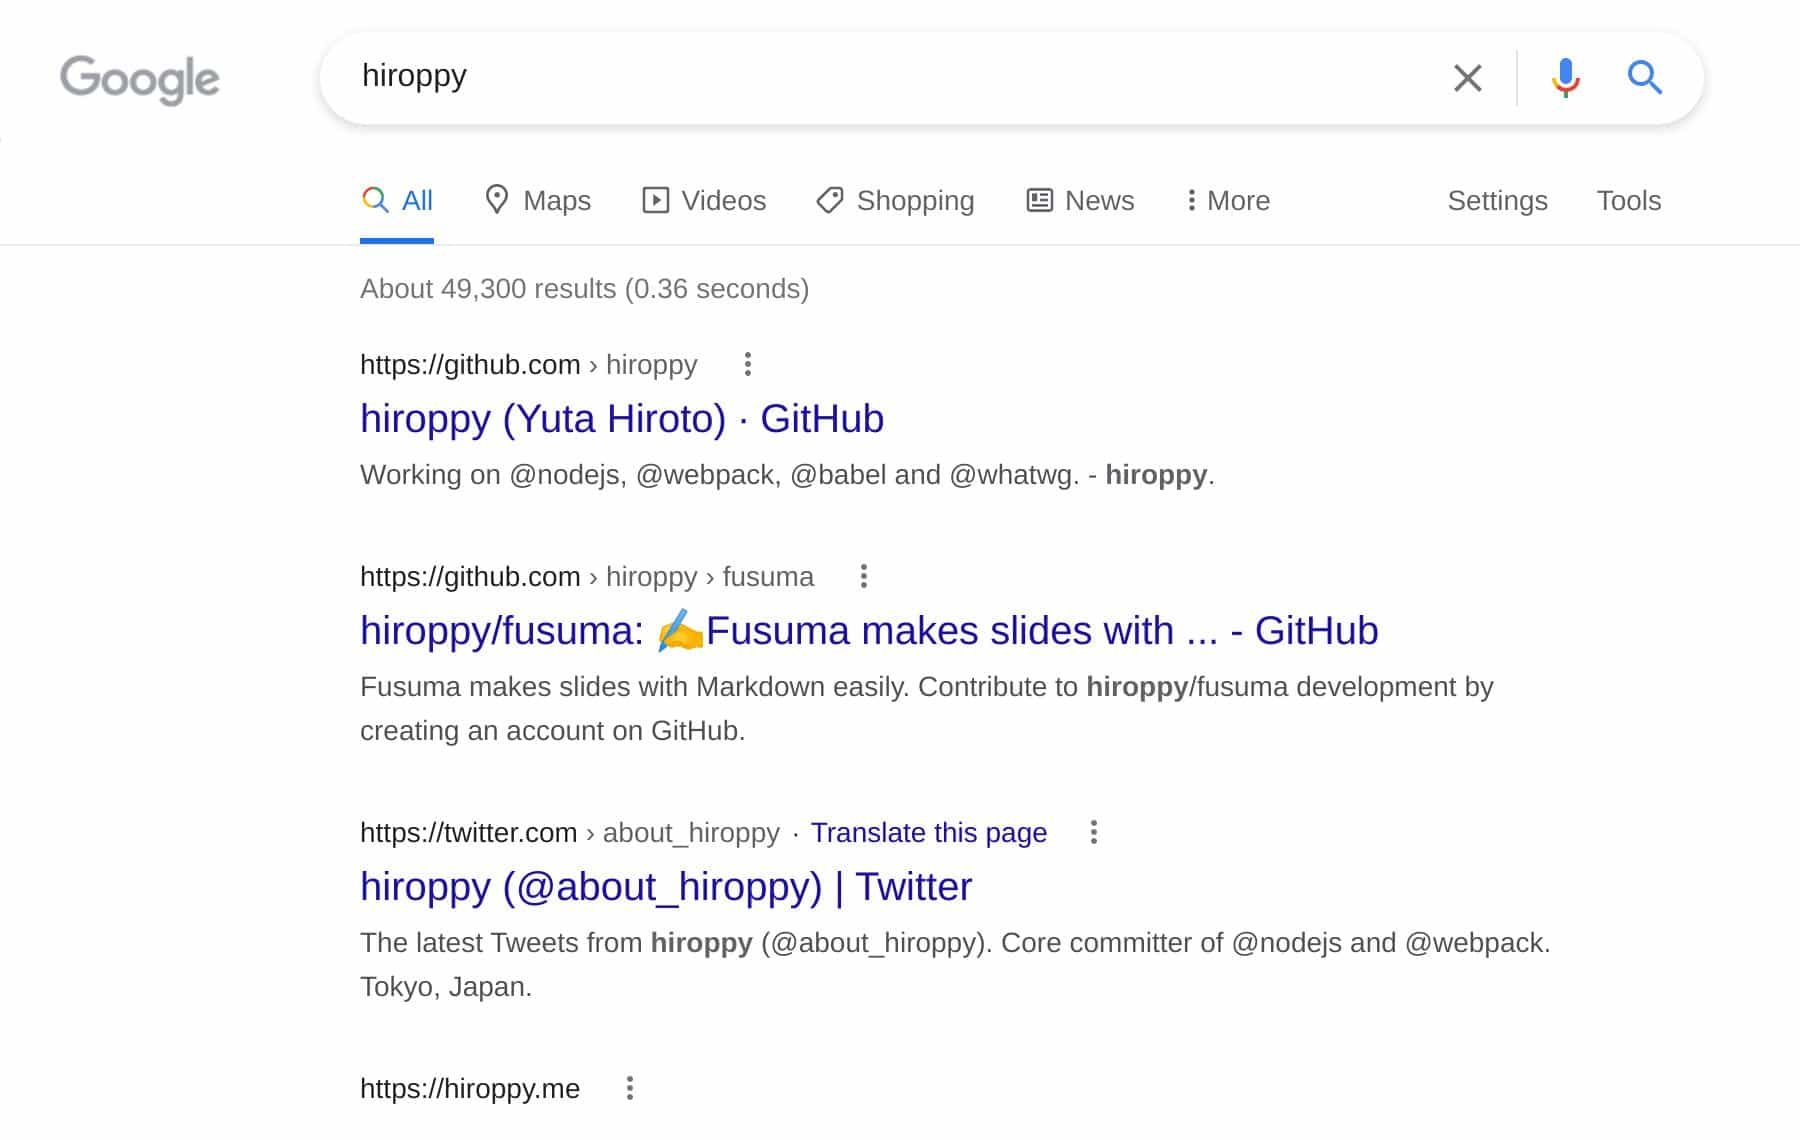 Google
hiroppy
All Maps Videos Shopping News More Settings Tools
About 49,300 results (0.36 seconds)
https://github.com › hiroppy
hiroppy (Yuta Hiroto) · GitHub
Working on @nodejs, @webpack, @babel and @whatwg. - hiroppy.
https://github.com › hiroppy › fusuma
hiroppy/fusuma: ✍Fusuma makes slides with ... - GitHub
Fusuma makes slides with Markdown easily. Contribute to hiroppy/fusuma development by
creating an account on GitHub.
https://twitter.com › about_hiroppy · Translate this page
hiroppy (@about_hiroppy) | Twitter
The latest Tweets from hiroppy (@about_hiroppy). Core committer of @nodejs and @webpack.
Tokyo, Japan.
https://hiroppy.me